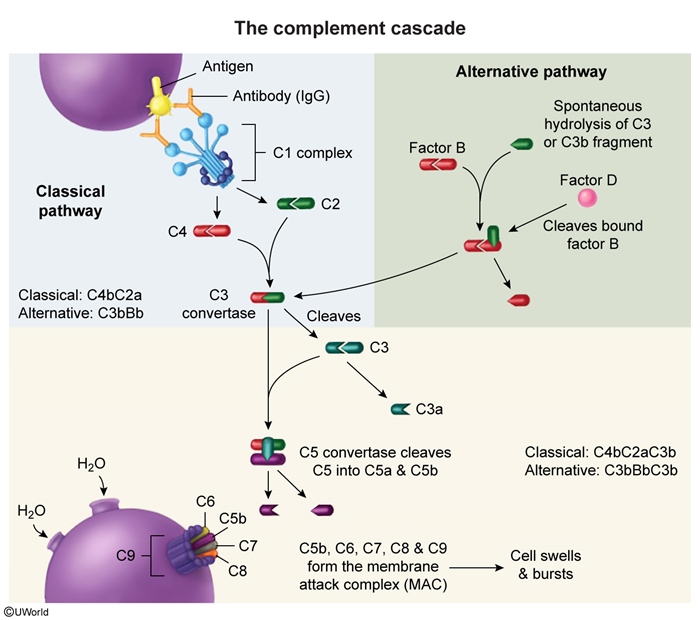 The complement cascade
Antigen
Antibody (IgG)
C1 complex
Classical
pathway
C2
C4
Classical: C4bC2a
Alternative: C3bBb
C3
convertase
Alternative pathway
Spontaneous
hydrolysis of C3
or C3b fragment
Factor B
Factor D
Cleaves bound
factor B
Cleaves
C3
C3a
C5 convertase cleaves
C5 into C5a & C5b
Classical: C4bC2aC3b
Alternative: C3bBbC3b
H₂O
H₂O
C6
C5b
C7
C8
C9
C5b, C6, C7, C8 & C9
form the membrane
attack complex (MAC)
Cell swells
& bursts
©UWorld